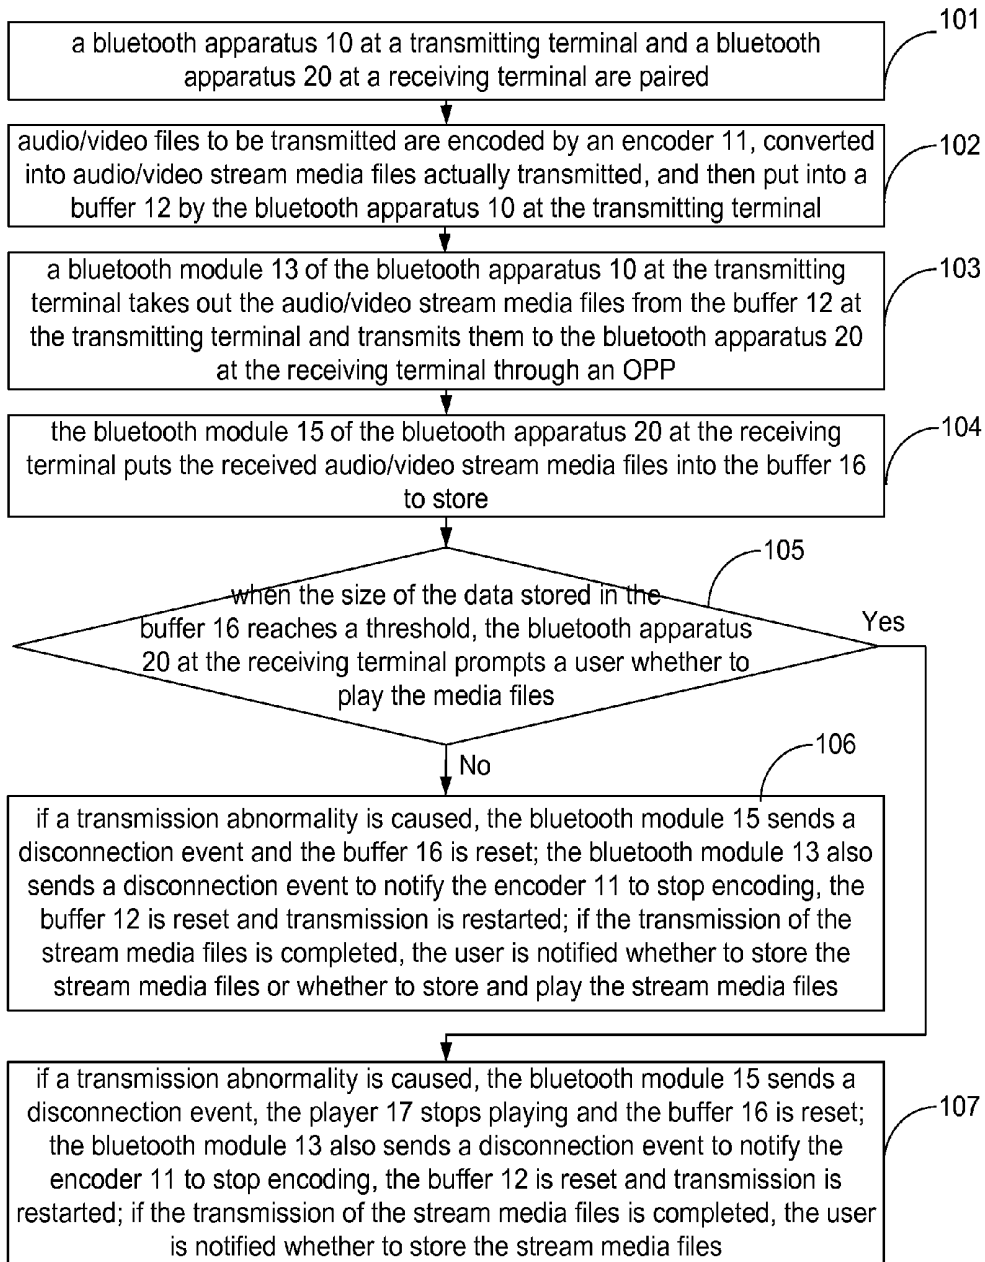 101
a bluetooth apparatus 10 at a transmitting terminal and a bluetooth
apparatus 20 at a receiving terminal are paired
102
audio/video files to be transmitted are encoded by an encoder 11, converted
into audio/video stream media files actually transmitted, and then put into a
buffer 12 by the bluetooth apparatus 10 at the transmitting terminal
103
a bluetooth module 13 of the bluetooth apparatus 10 at the transmitting
terminal takes out the audio/video stream media files from the buffer 12 at
the transmitting terminal and transmits them to the bluetooth apparatus 20
at the receiving terminal through an OPP
104
the bluetooth module 15 of the bluetooth apparatus 20 at the receiving
terminal puts the received audio/video stream media files into the buffer 16
to store
105
when the size of the data stored in the
buffer 16 reaches a threshold, the bluetooth apparatus
20 at the receiving terminal prompts a user whether to
play the media files
Yes
No
106
if a transmission abnormality is caused, the bluetooth module 15 sends a
disconnection event and the buffer 16 is reset; the bluetooth module 13 also
sends a disconnection event to notify the encoder 11 to stop encoding, the
buffer 12 is reset and transmission is restarted; if the transmission of the
stream media files is completed, the user is notified whether to store the
stream media files or whether to store and play the stream media files
107
if a transmission abnormality is caused, the bluetooth module 15 sends a
disconnection event, the player 17 stops playing and the buffer 16 is reset;
the bluetooth module 13 also sends a disconnection event to notify the
encoder 11 to stop encoding, the buffer 12 is reset and transmission is
restarted; if the transmission of the stream media files is completed, the user
is notified whether to store the stream media files